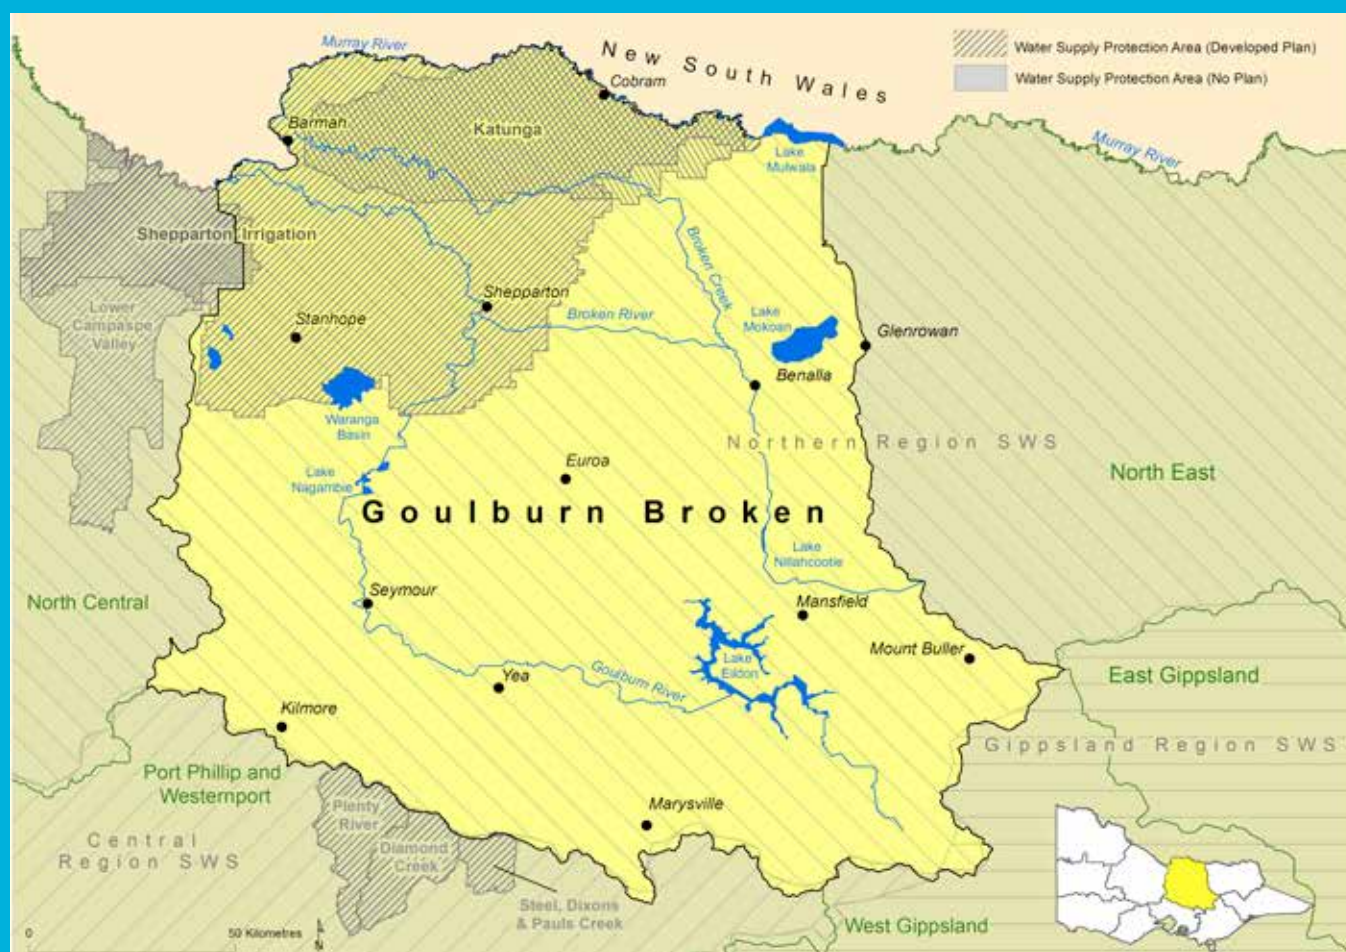 Murray River
New South Wales
Water Supply Protection Area (Developed Plan)
Water Supply Protection Area (No Plan)
Cobram
Barman
Katunga
Murray River
Lake
Mulwala
Shepparton Irrigation
Broken Creek
Lower
Campaspe
Valley
Shepparton
Stanhope
Broken River
Lake
Mokoan
Glenrowan
Benalla
Waranga
Basin
Northern Region SWS
Euroa
Lake
Nagambie
North East
Goulburn Broken
Lake
Nillahcootie
North Central
Seymour
Mansfield
Mount Buller
Lake
Eildon
Goulburn River
Yea
East Gippsland
Kilmore
Gippsland Region SWS
Port Phillip and
Westernport
Plenty
River
Marysville
Central
Region SWS
Diamond
Creek
Steel, Dixons
& Pauls Creek
West Gippsland
0
50 Kilometres
N